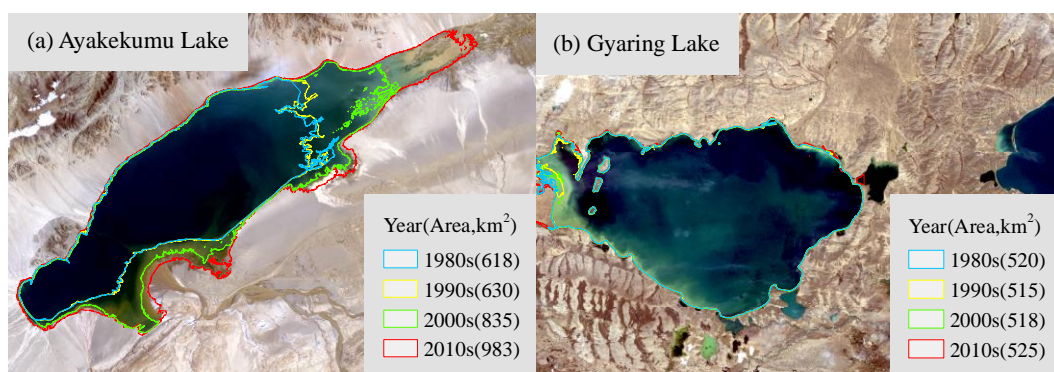 (a) Ayakekumu Lake
Year(Area,km²)
1980s(618)
1990s(630)
2000s(835)
2010s(983)
(b) Gyaring Lake
Year(Area,km²)
1980s(520)
1990s(515)
2000s(518)
2010s(525)